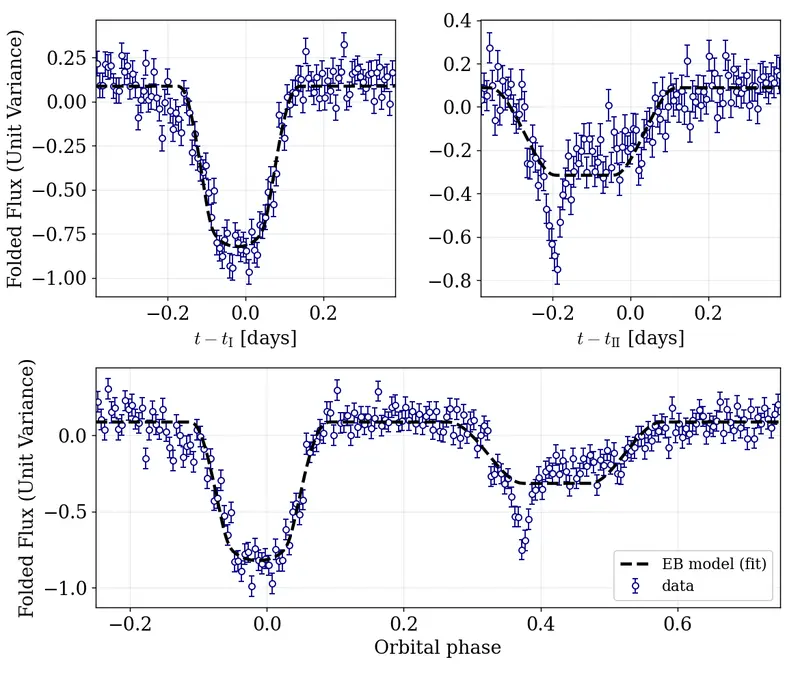 Folded Flux (Unit Variance)
0.25
0.00
−0.25
−0.50
−0.75
−1.00
−0.2 0.0 0.2
t − tI [days]
0.4
0.2
0.0
−0.2
−0.4
−0.6
−0.8
−0.2 0.0 0.2
t − tII [days]
Folded Flux (Unit Variance)
0.0
−0.5
−1.0
−0.2 0.0 0.2 0.4 0.6
Orbital phase
EB model (fit)
data